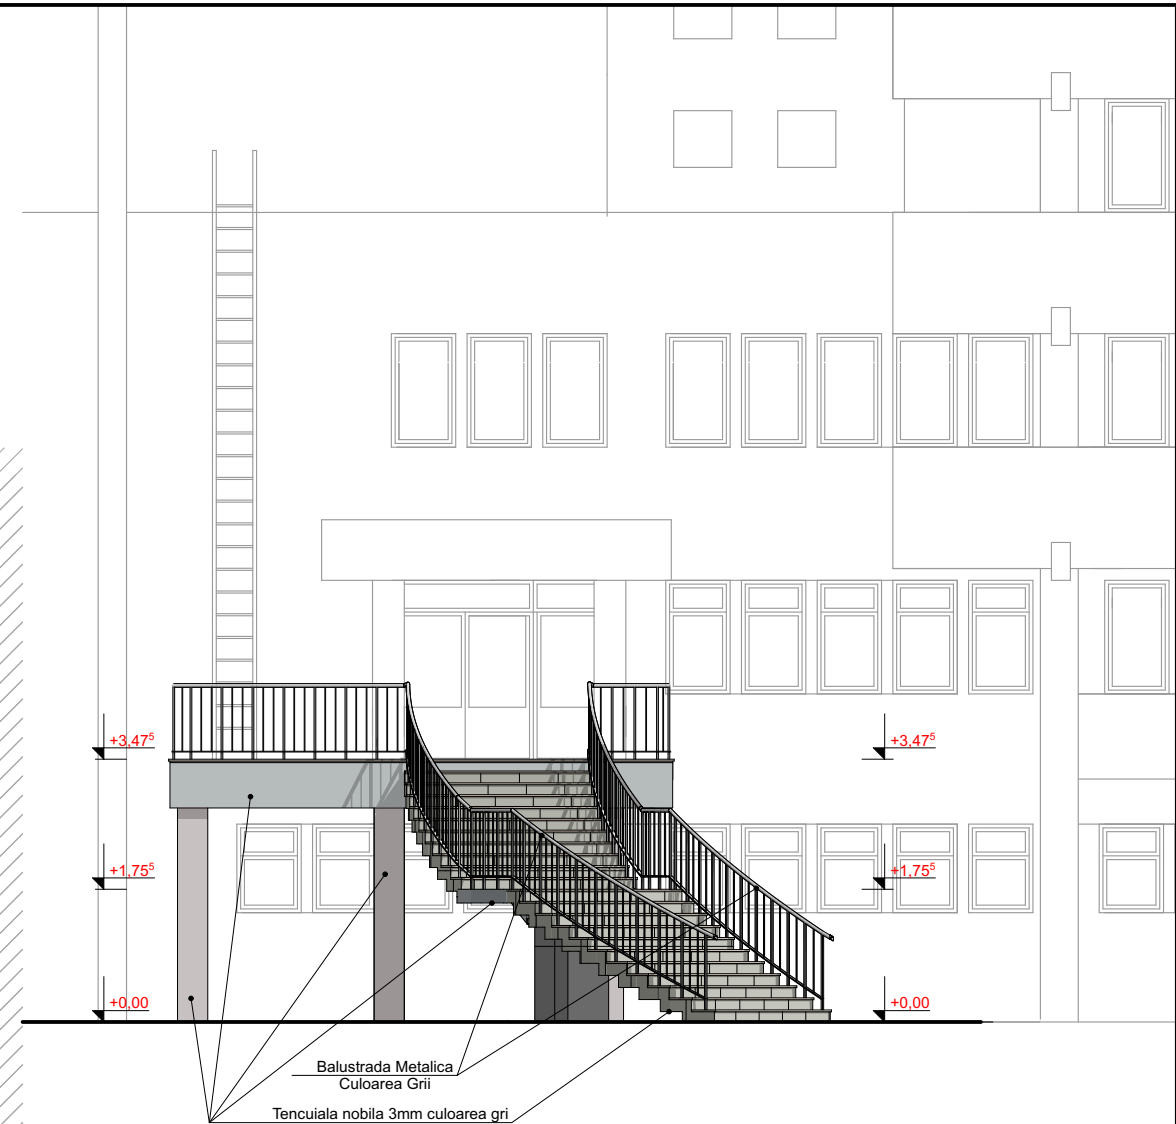 +3,47⁵
+3,47⁵
+1,75⁵
+1,75⁵
+0,00
+0,00
Balustrada Metalica
Culoarea Grii
Tencuiala nobila 3mm culoarea gri